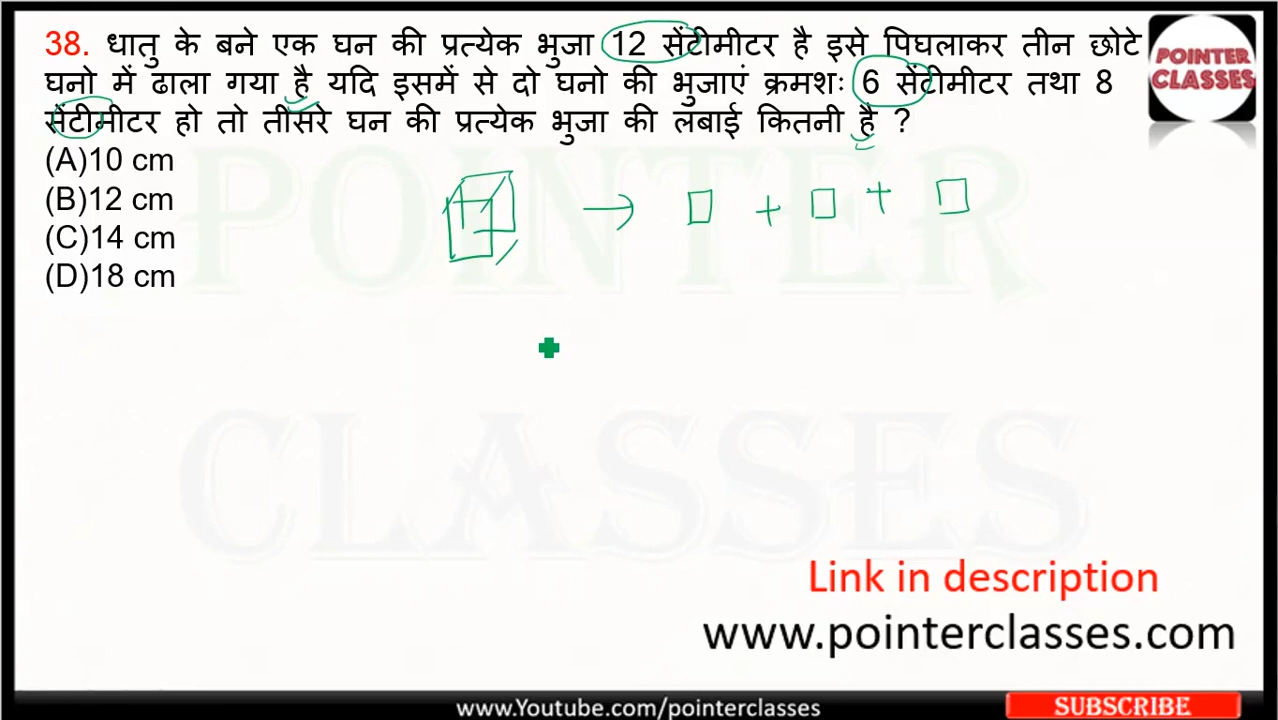 38. धातु के बने एक घन की प्रत्येक भुजा 12 सेंटीमीटर है इसे पिघलाकर तीन छोटे
घनो में ढाला गया है यदि इसमें से दो घनो की भुजाएं क्रमशः 6 सेंटीमीटर तथा 8
सेंटीमीटर हो तो तीसरे घन की प्रत्येक भुजा की लंबाई कितनी है ?
(A)10 cm
(B)12 cm
(C)14 cm
(D)18 cm
POINTER
CLASSES
POINTER
CLASSES
Link in description
www.pointerclasses.com
www.Youtube.com/pointerclasses
SUBSCRIBE